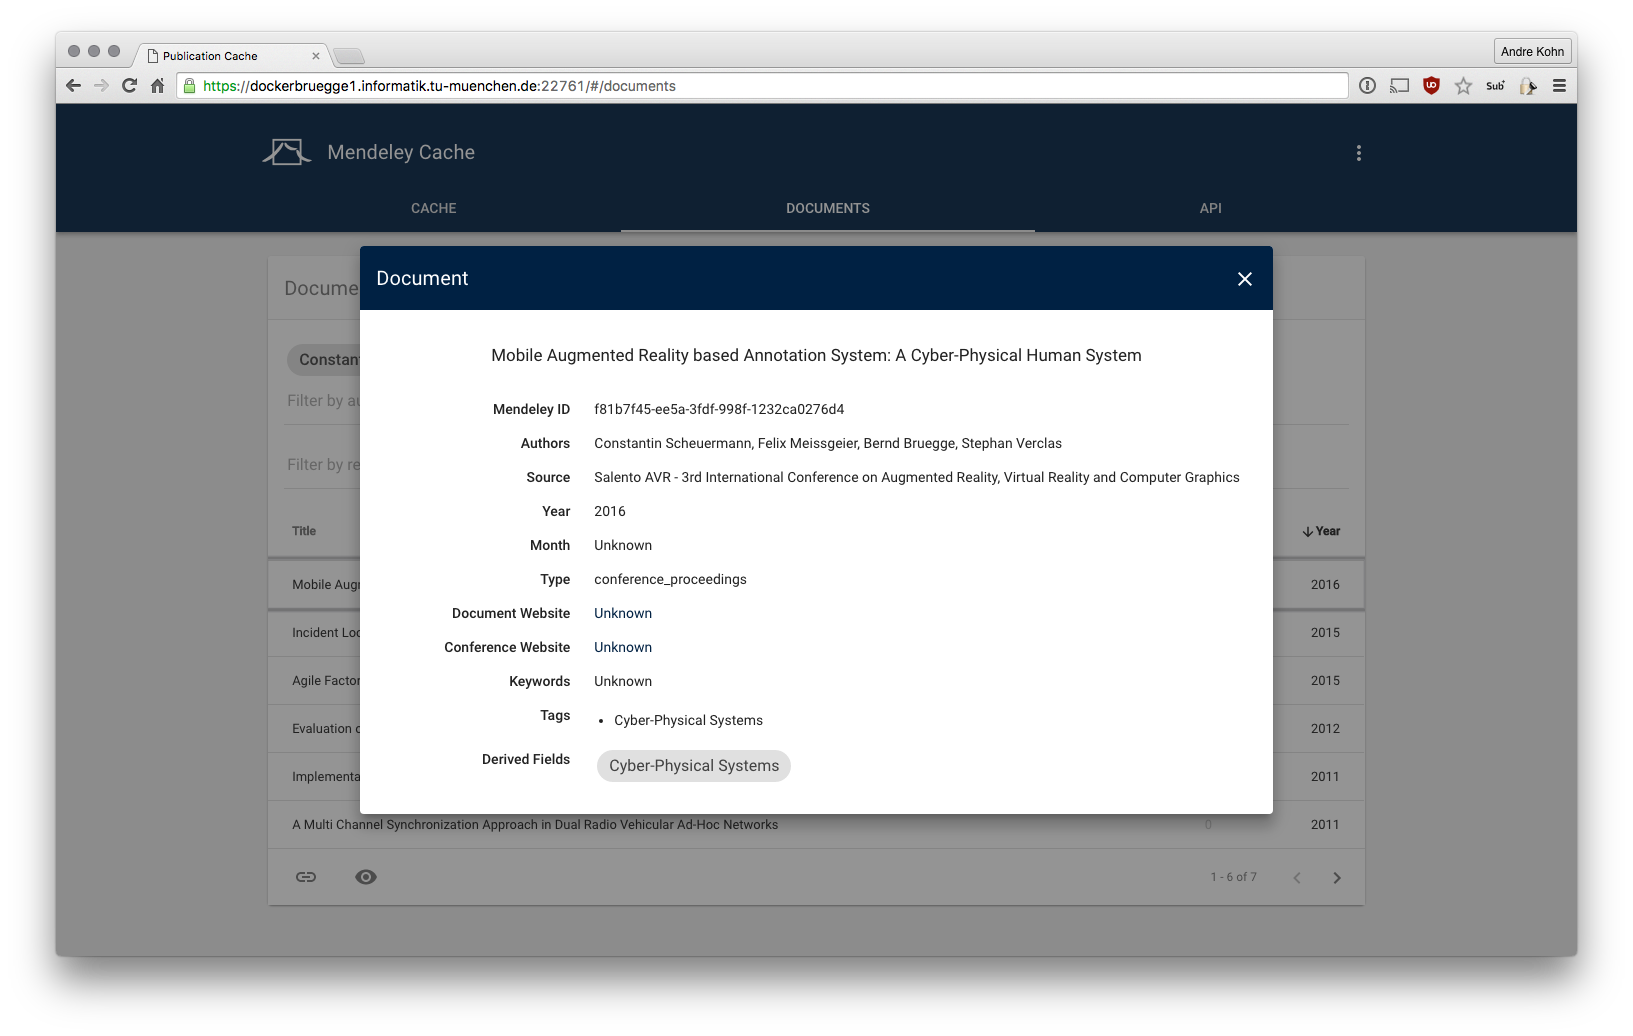 Publication Cache
Andre Kohn
https://dockerbruegge1.informatik.tu-muenchen.de:22761/#/documents
Sub
Mendeley Cache
CACHE DOCUMENTS API
Docume
Document
Constan
Filter by au
Filter by re
Mobile Augmented Reality based Annotation System: A Cyber-Physical Human System
Mendeley ID f81b7f45-ee5a-3fdf-998f-1232ca0276d4
Authors Constantin Scheuermann, Felix Meissgeier, Bernd Bruegge, Stephan Verclas
Source Salento AVR - 3rd International Conference on Augmented Reality, Virtual Reality and Computer Graphics
Year 2016
Month Unknown
Type conference_proceedings
Document Website Unknown
Conference Website Unknown
Keywords Unknown
Tags • Cyber-Physical Systems
Derived Fields Cyber-Physical Systems
Title Year
Mobile Aug 2016
Incident Loc 2015
Agile Factor 2015
Evaluation o 2012
Implementa 2011
A Multi Channel Synchronization Approach in Dual Radio Vehicular Ad-Hoc Networks 0 2011
1 - 6 of 7